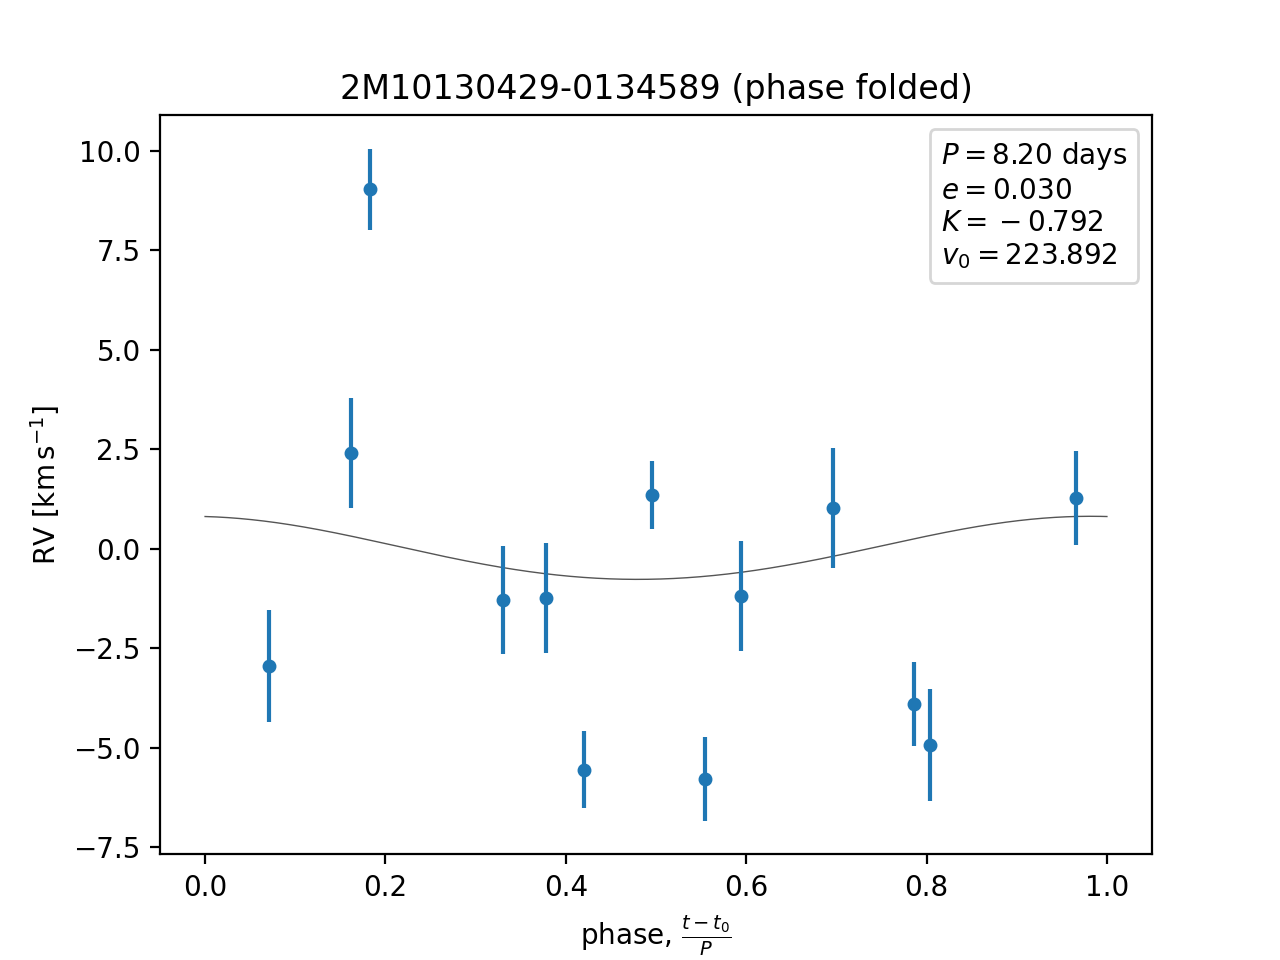 2M10130429-0134589 (phase folded)
P = 8.20 days
e = 0.030
K = −0.792
v₀ = 223.892
10.0
7.5
5.0
2.5
0.0
−2.5
−5.0
−7.5
RV [km s⁻¹]
0.0 0.2 0.4 0.6 0.8 1.0
phase, (t − t₀)/P